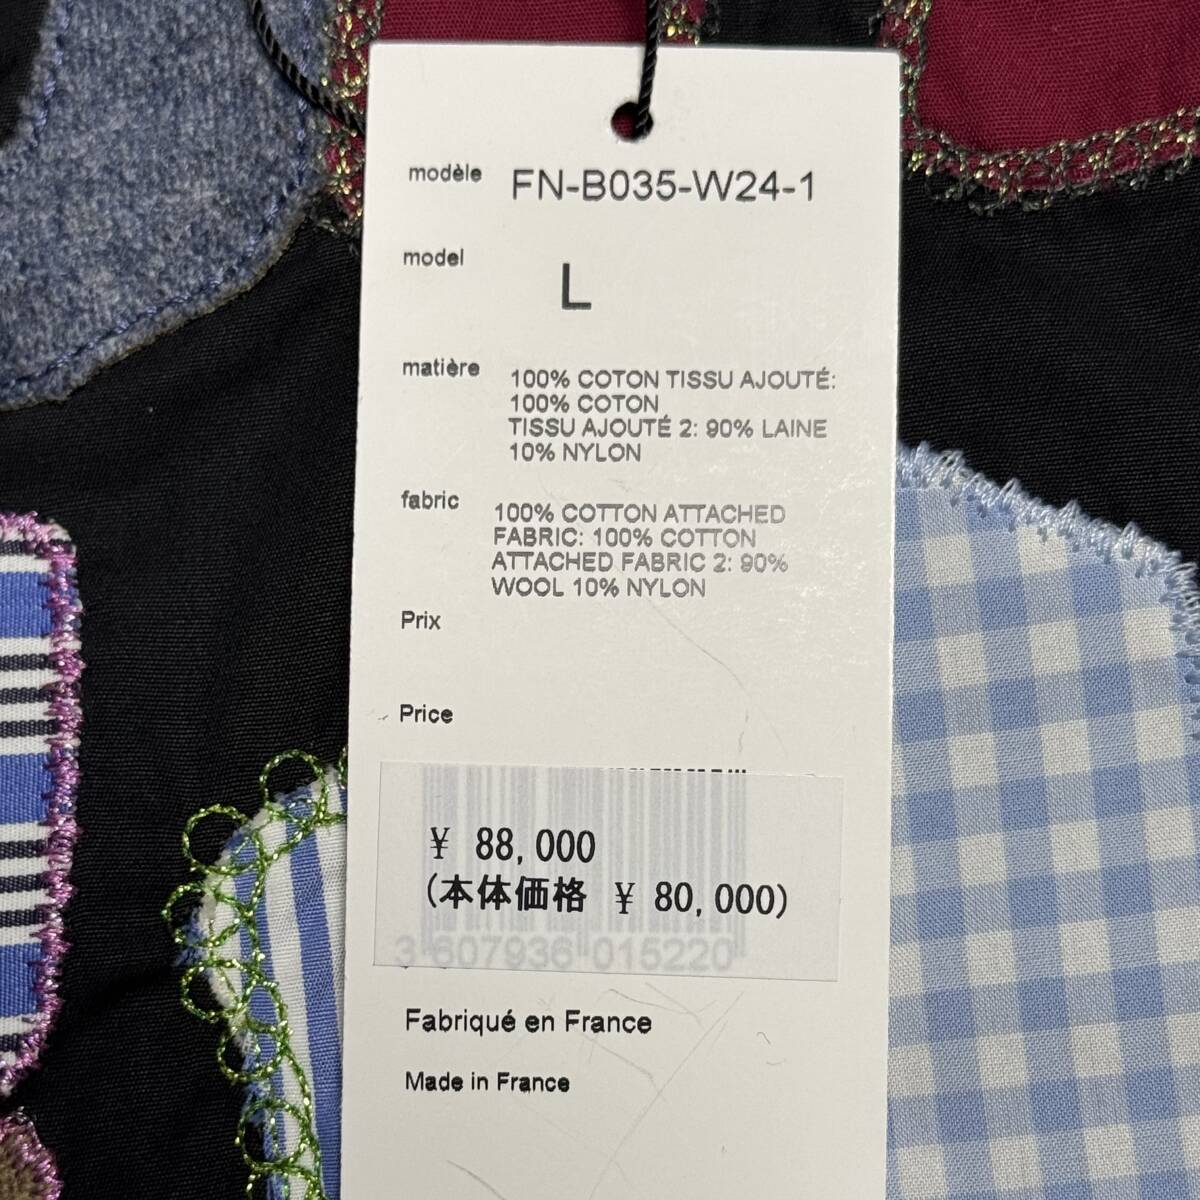 modèle FN-B035-W24-1
model L
matière 100% COTON TISSU AJOUTÉ:
100% COTON
TISSU AJOUTÉ 2: 90% LAINE
10% NYLON
fabric 100% COTTON ATTACHED
FABRIC: 100% COTTON
ATTACHED FABRIC 2: 90%
WOOL 10% NYLON
Prix
Price
¥ 88,000
(本体価格 ¥ 80,000)
3 607936 015220
Fabriqué en France
Made in France